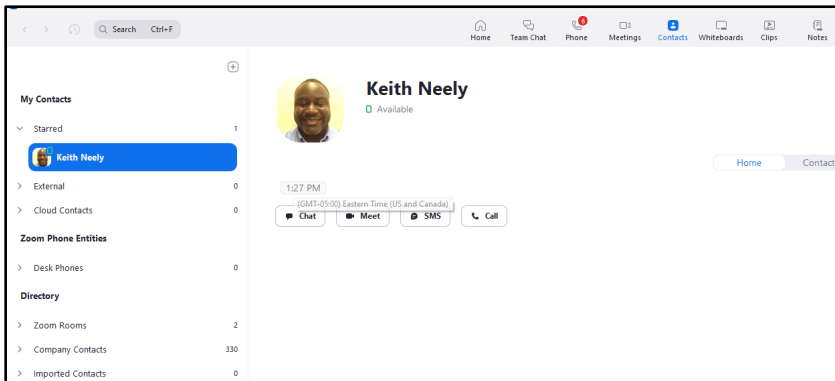 Search Ctrl+F
6
Home Team Chat Phone Meetings Contacts Whiteboards Clips Notes
My Contacts
Starred 1
Keith Neely
External 0
Cloud Contacts 0
Zoom Phone Entities
Desk Phones 0
Directory
Zoom Rooms 2
Company Contacts 330
Imported Contacts 0
Keith Neely
Available
Home Contact
1:27 PM
(GMT-05:00) Eastern Time (US and Canada)
Chat Meet SMS Call